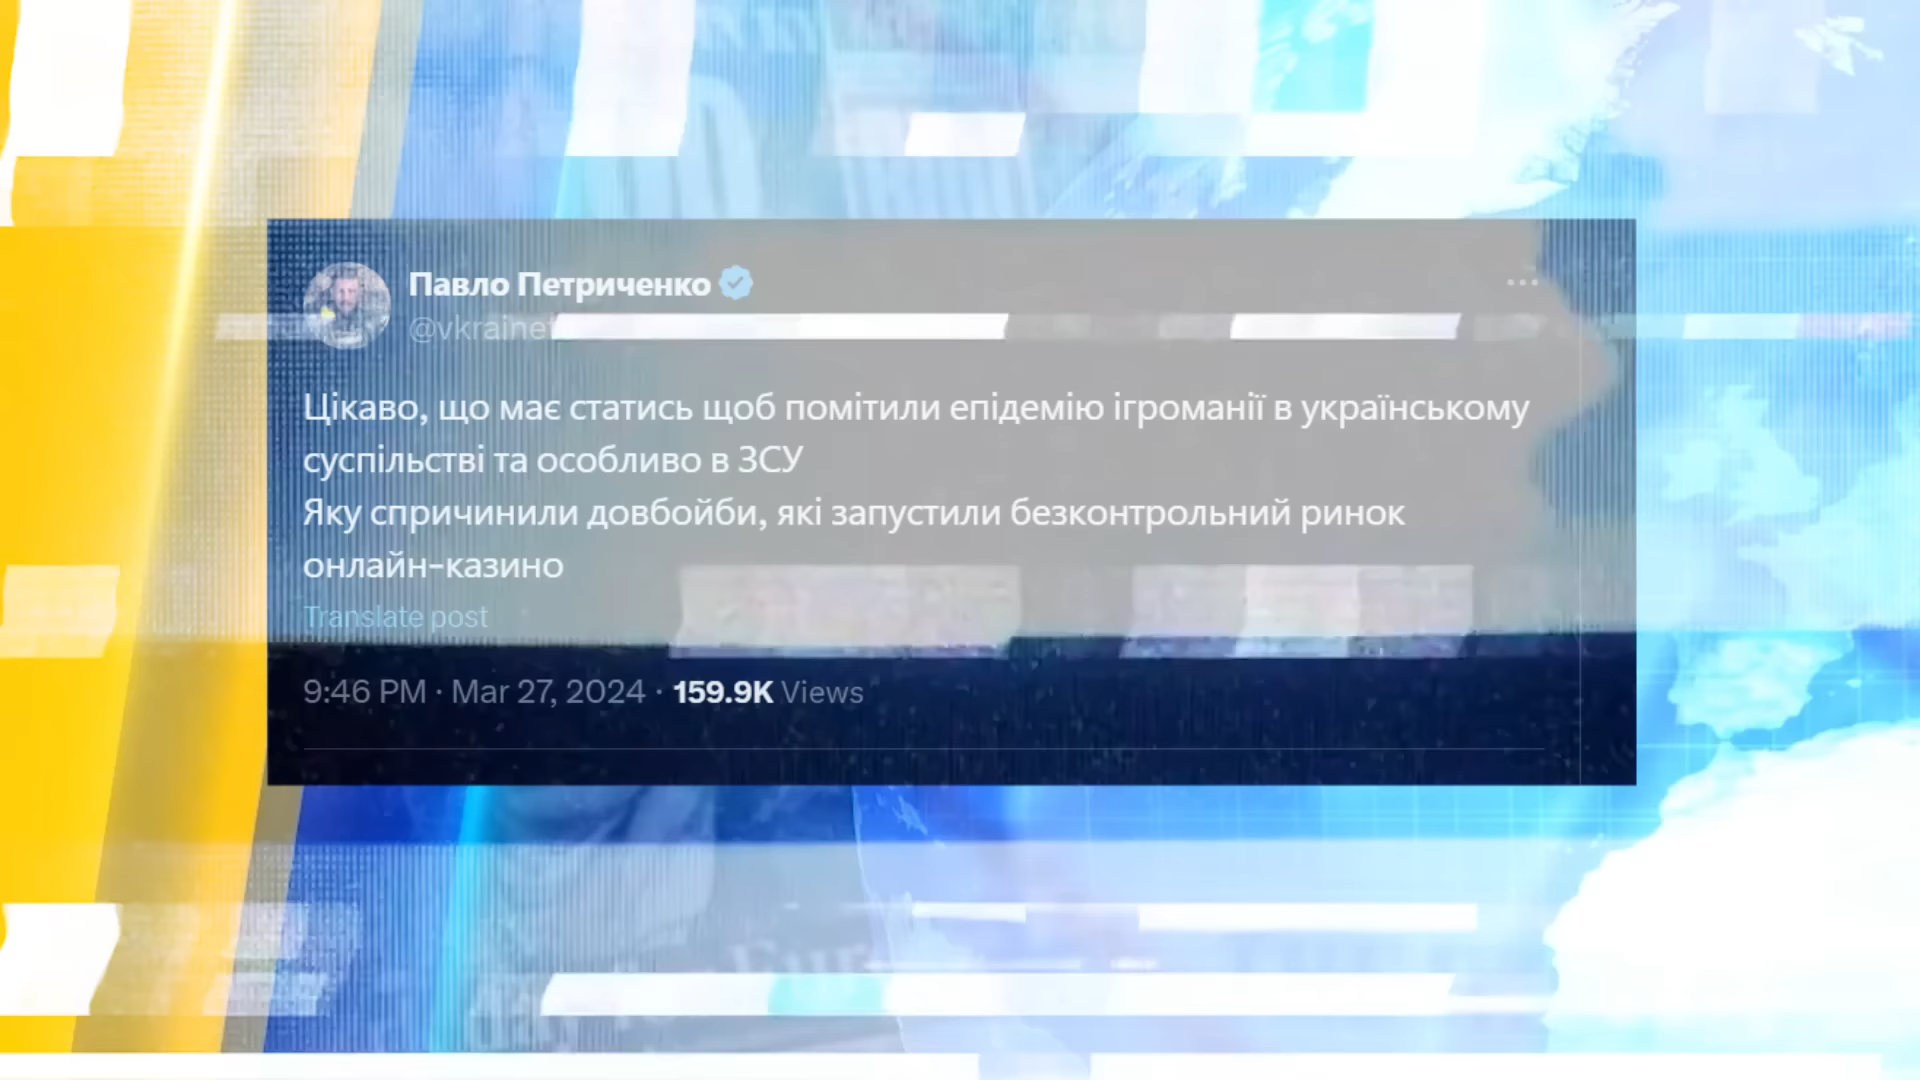 Павло Петриченко
@vkrainet
Цікаво, що має статись щоб помітили епідемію ігроманії в українському
суспільстві та особливо в ЗСУ
Яку спричинили довбойби, які запустили безконтрольний ринок
онлайн-казино
Translate post
9:46 PM · Mar 27, 2024 · 159.9K Views